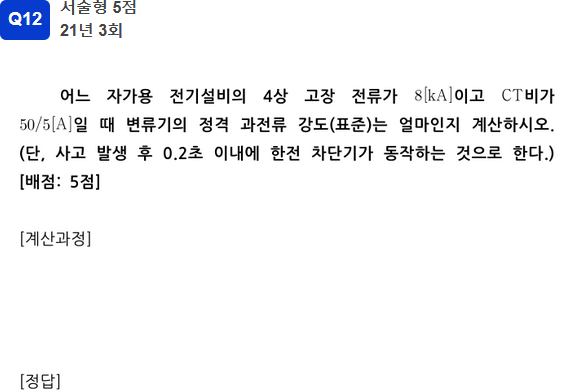 Q12 서술형 5점
21년 3회
어느 자가용 전기설비의 4상 고장 전류가 8[kA]이고 CT비가
50/5[A]일 때 변류기의 정격 과전류 강도(표준)는 얼마인지 계산하시오.
(단, 사고 발생 후 0.2초 이내에 한전 차단기가 동작하는 것으로 한다.)
[배점: 5점]
[계산과정]
[정답]